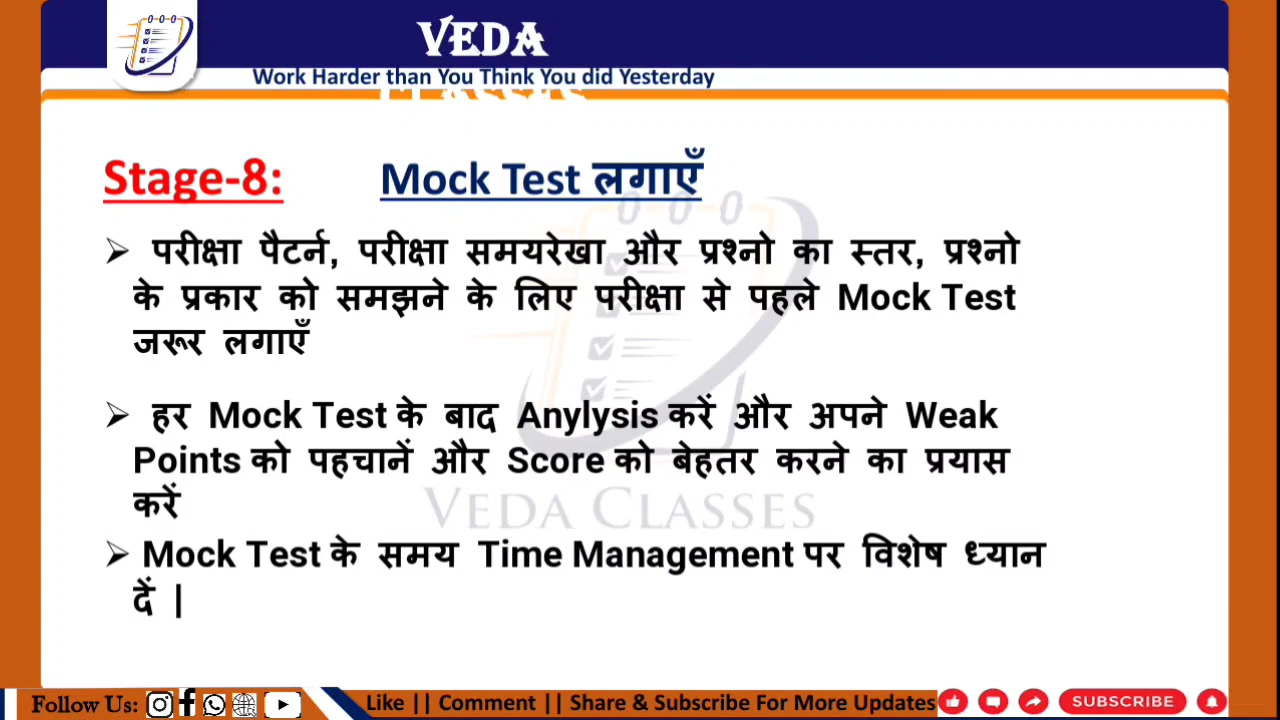 VEDA
CLASSES
Work Harder than You Think You did Yesterday
Stage-8: Mock Test लगाएँ
➢ परीक्षा पैटर्न, परीक्षा समयरेखा और प्रश्नो का स्तर, प्रश्नो
के प्रकार को समझने के लिए परीक्षा से पहले Mock Test
जरूर लगाएँ
➢ हर Mock Test के बाद Anylysis करें और अपने Weak
Points को पहचानें और Score को बेहतर करने का प्रयास
करें
VEDA CLASSES
➢ Mock Test के समय Time Management पर विशेष ध्यान
दें |
Follow Us: Like || Comment || Share & Subscribe For More Updates SUBSCRIBE